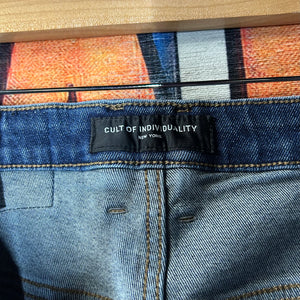 CULT OF INDIVIDUALITY
NEW YORK